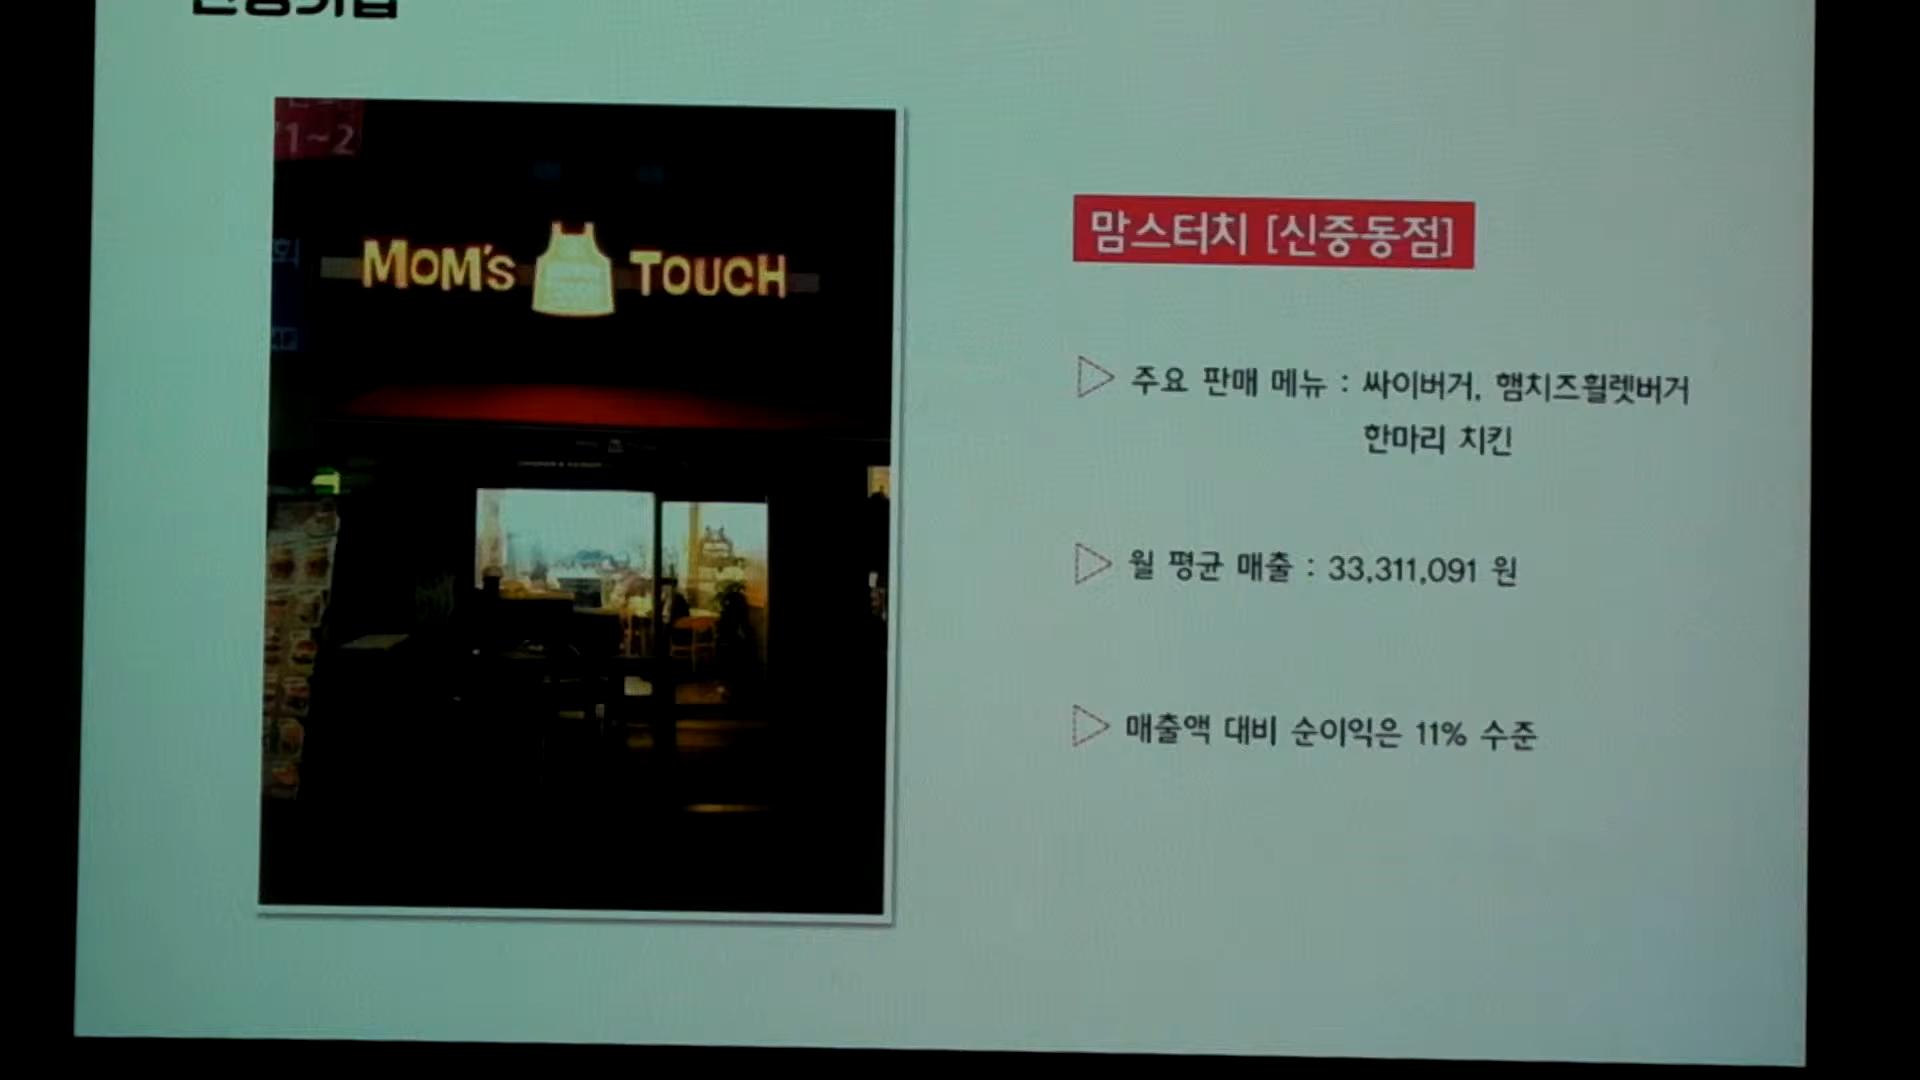 1~2
MOM'S TOUCH
맘스터치 [신중동점]
주요 판매 메뉴 : 싸이버거, 햄치즈휠렛버거
한마리 치킨
월 평균 매출 : 33,311,091 원
매출액 대비 순이익은 11% 수준